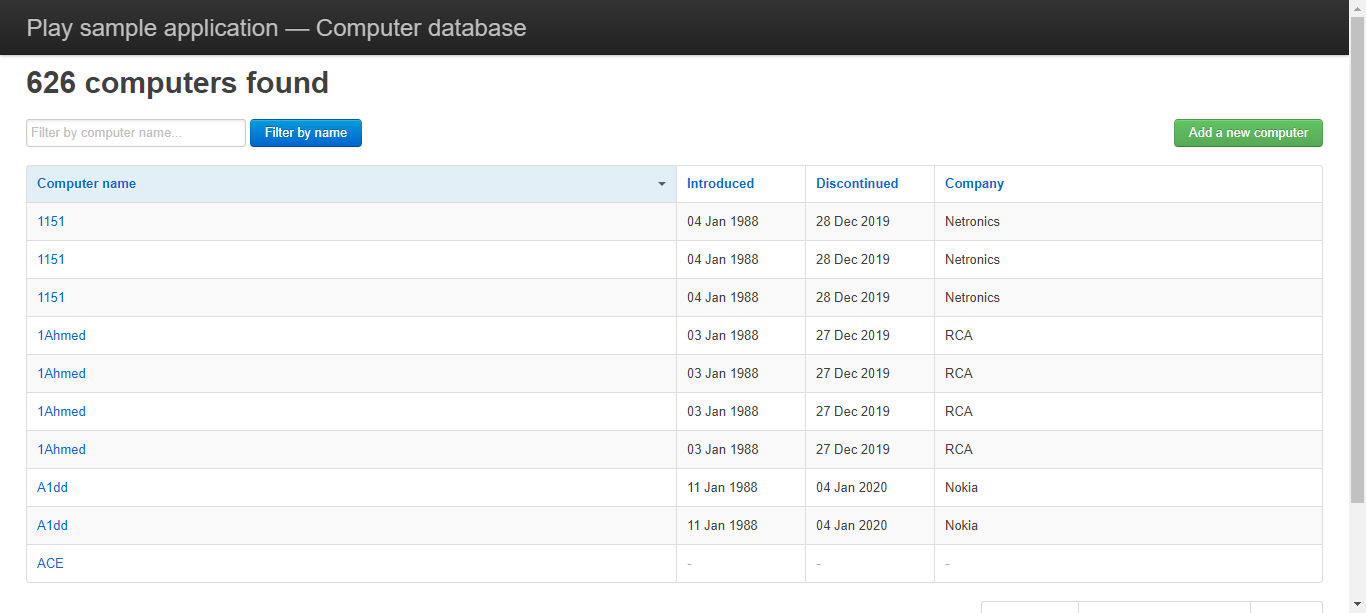 Play sample application — Computer database
626 computers found
Filter by computer name... Filter by name Add a new computer
Computer name Introduced Discontinued Company
1151 04 Jan 1988 28 Dec 2019 Netronics
1151 04 Jan 1988 28 Dec 2019 Netronics
1151 04 Jan 1988 28 Dec 2019 Netronics
1Ahmed 03 Jan 1988 27 Dec 2019 RCA
1Ahmed 03 Jan 1988 27 Dec 2019 RCA
1Ahmed 03 Jan 1988 27 Dec 2019 RCA
1Ahmed 03 Jan 1988 27 Dec 2019 RCA
A1dd 11 Jan 1988 04 Jan 2020 Nokia
A1dd 11 Jan 1988 04 Jan 2020 Nokia
ACE - - -